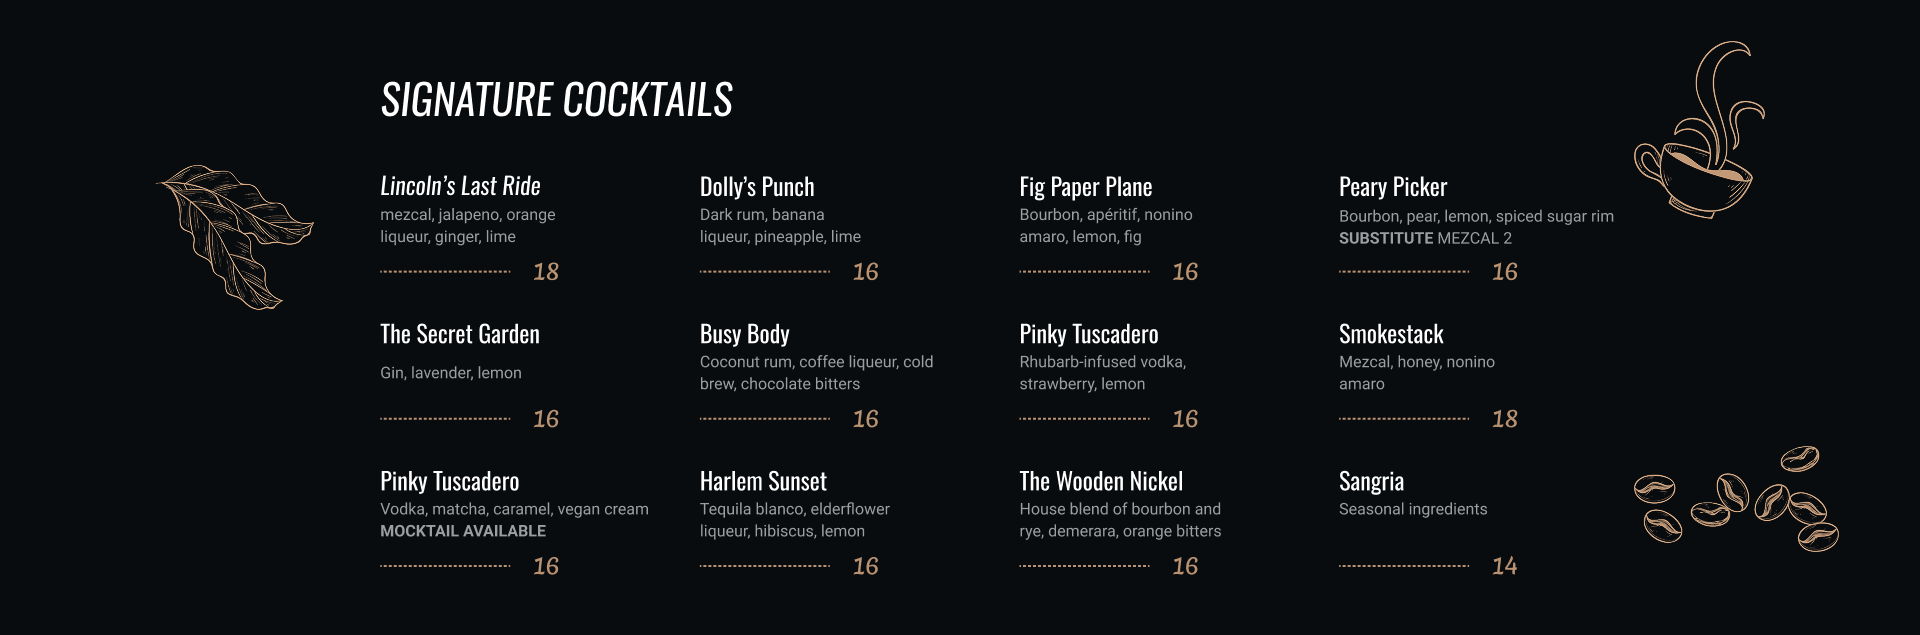 SIGNATURE COCKTAILS
Lincoln’s Last Ride
mezcal, jalapeno, orange
liqueur, ginger, lime
18
Dolly’s Punch
Dark rum, banana
liqueur, pineapple, lime
16
Fig Paper Plane
Bourbon, apéritif, nonino
amaro, lemon, fig
16
Peary Picker
Bourbon, pear, lemon, spiced sugar rim
SUBSTITUTE MEZCAL 2
16
The Secret Garden
Gin, lavender, lemon
16
Busy Body
Coconut rum, coffee liqueur, cold
brew, chocolate bitters
16
Pinky Tuscadero
Rhubarb-infused vodka,
strawberry, lemon
16
Smokestack
Mezcal, honey, nonino
amaro
18
Pinky Tuscadero
Vodka, matcha, caramel, vegan cream
MOCKTAIL AVAILABLE
16
Harlem Sunset
Tequila blanco, elderflower
liqueur, hibiscus, lemon
16
The Wooden Nickel
House blend of bourbon and
rye, demerara, orange bitters
16
Sangria
Seasonal ingredients
14